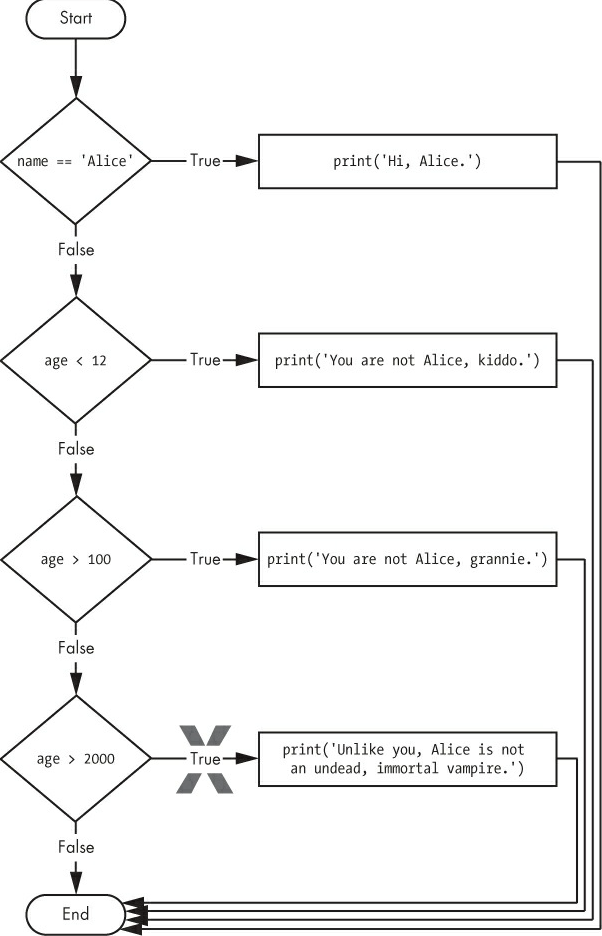 Start
name == 'Alice'
True
print('Hi, Alice.')
False
age < 12
True
print('You are not Alice, kiddo.')
False
age > 100
True
print('You are not Alice, grannie.')
False
age > 2000
True
print('Unlike you, Alice is not
an undead, immortal vampire.')
False
End